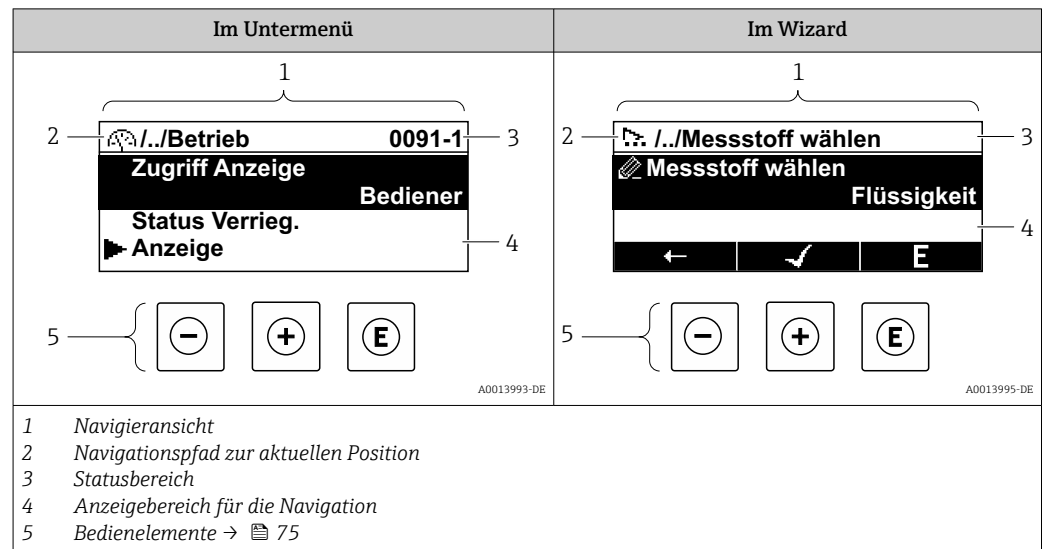 Im Untermenü
Im Wizard
1
2
/../Betrieb 0091-1
3
Zugriff Anzeige
Bediener
Status Verrieg.
Anzeige
4
5
- + E
A0013993-DE
1
2
/../Messstoff wählen
3
Messstoff wählen
Flüssigkeit
4
← ✓ E
5
- + E
A0013995-DE
1 Navigieransicht
2 Navigationspfad zur aktuellen Position
3 Statusbereich
4 Anzeigebereich für die Navigation
5 Bedienelemente → 75